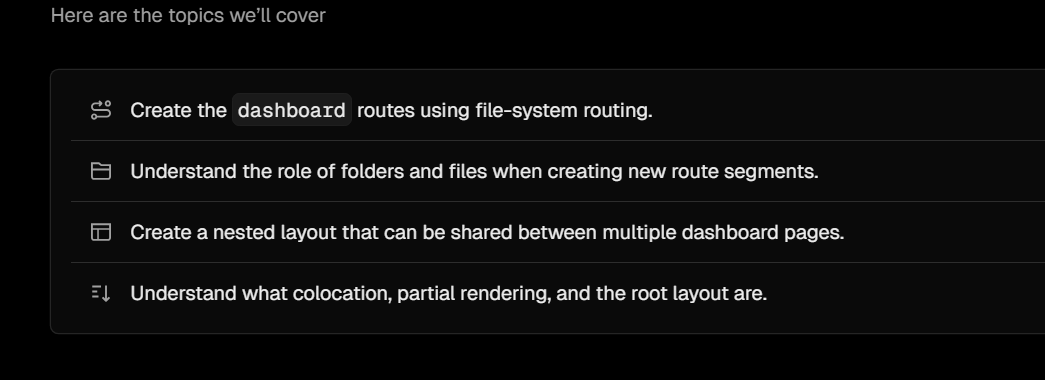 Here are the topics we’ll cover
Create the dashboard routes using file-system routing.
Understand the role of folders and files when creating new route segments.
Create a nested layout that can be shared between multiple dashboard pages.
Understand what colocation, partial rendering, and the root layout are.